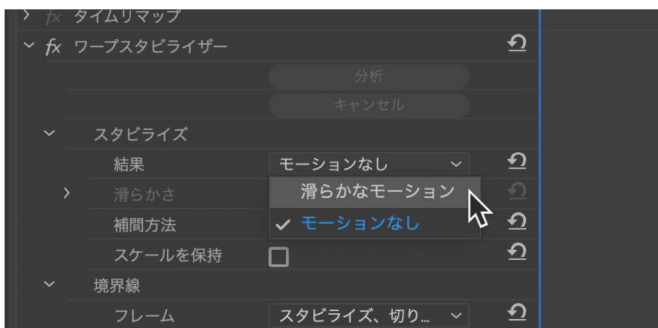 fx タイムリマップ
fx ワープスタビライザー
分析
キャンセル
スタビライズ
結果 モーションなし
滑らかさ 滑らかなモーション
補間方法 モーションなし
スケールを保持
境界線
フレーム スタビライズ、切り...